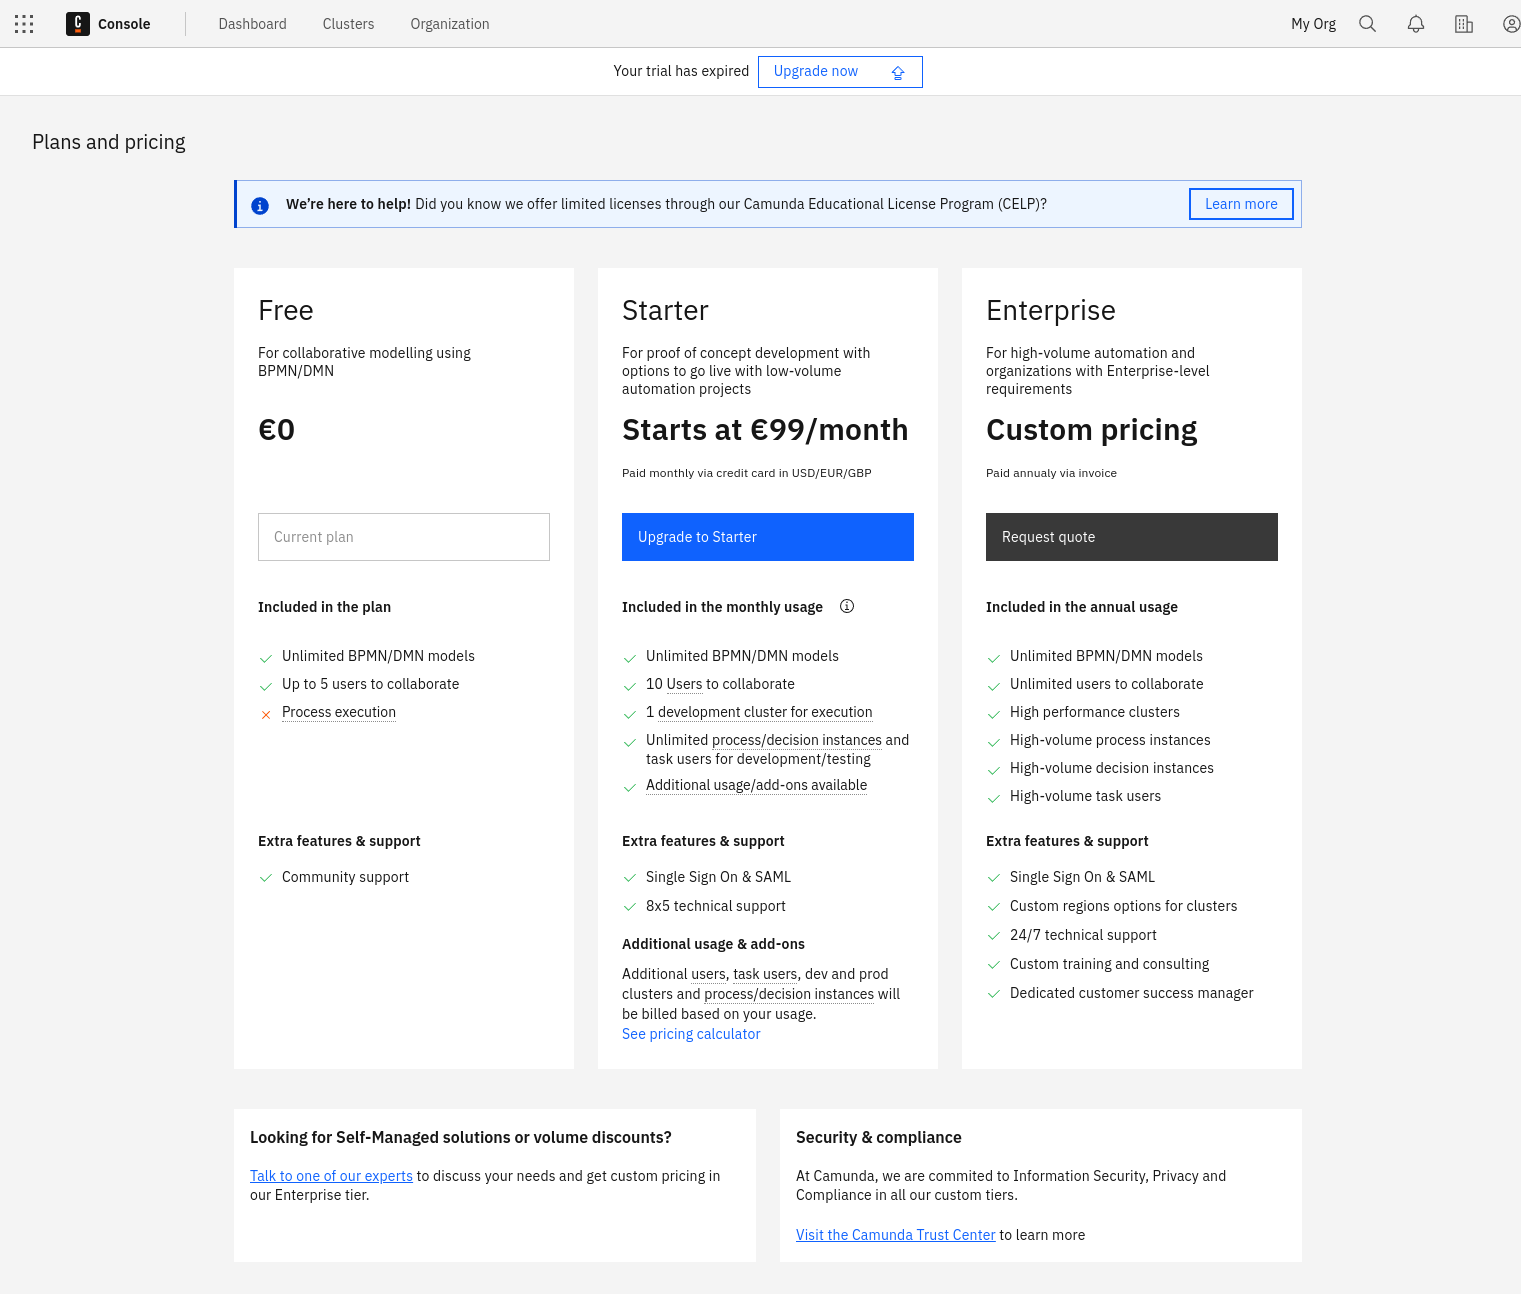 Console
Dashboard
Clusters
Organization
My Org
Your trial has expired
Upgrade now
Plans and pricing
We're here to help! Did you know we offer limited licenses through our Camunda Educational License Program (CELP)?
Learn more
Free
For collaborative modelling using
BPMN/DMN
€0
Current plan
Included in the plan
Unlimited BPMN/DMN models
Up to 5 users to collaborate
Process execution
Extra features & support
Community support
Starter
For proof of concept development with
options to go live with low-volume
automation projects
Starts at €99/month
Paid monthly via credit card in USD/EUR/GBP
Upgrade to Starter
Included in the monthly usage
Unlimited BPMN/DMN models
10 Users to collaborate
1 development cluster for execution
Unlimited process/decision instances and
task users for development/testing
Additional usage/add-ons available
Extra features & support
Single Sign On & SAML
8x5 technical support
Additional usage & add-ons
Additional users, task users, dev and prod
clusters and process/decision instances will
be billed based on your usage.
See pricing calculator
Enterprise
For high-volume automation and
organizations with Enterprise-level
requirements
Custom pricing
Paid annualy via invoice
Request quote
Included in the annual usage
Unlimited BPMN/DMN models
Unlimited users to collaborate
High performance clusters
High-volume process instances
High-volume decision instances
High-volume task users
Extra features & support
Single Sign On & SAML
Custom regions options for clusters
24/7 technical support
Custom training and consulting
Dedicated customer success manager
Looking for Self-Managed solutions or volume discounts?
Talk to one of our experts to discuss your needs and get custom pricing in
our Enterprise tier.
Security & compliance
At Camunda, we are commited to Information Security, Privacy and
Compliance in all our custom tiers.
Visit the Camunda Trust Center to learn more